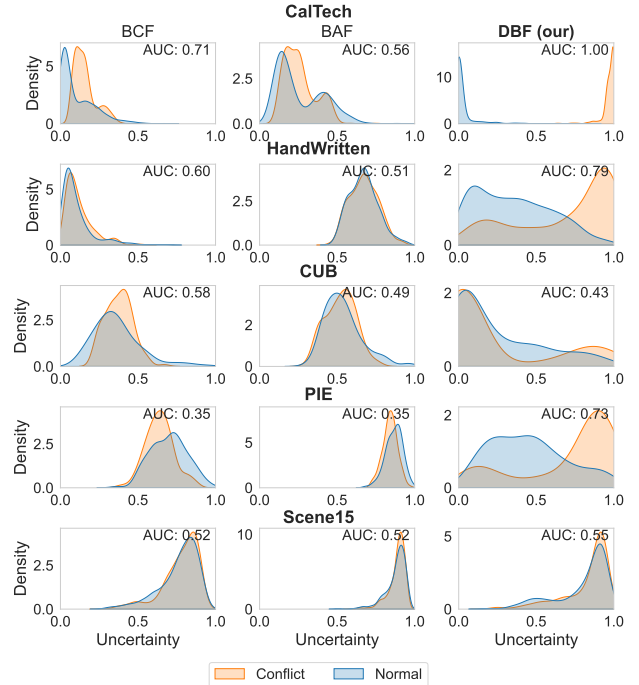 CalTech
BCF
BAF
DBF (our)
Density
5
0
AUC: 0.71
0.0
0.5
1.0
2.5
0.0
AUC: 0.56
0.0
0.5
1.0
10
0
AUC: 1.00
0.0
0.5
1.0
HandWritten
Density
5
0
AUC: 0.60
0.0
0.5
1.0
2.5
0.0
AUC: 0.51
0.0
0.5
1.0
2
0
AUC: 0.79
0.0
0.5
1.0
CUB
Density
2.5
0.0
AUC: 0.58
0.0
0.5
1.0
2
0
AUC: 0.49
0.0
0.5
1.0
2
0
AUC: 0.43
0.0
0.5
1.0
PIE
Density
2.5
0.0
AUC: 0.35
0.0
0.5
1.0
5
0
AUC: 0.35
0.0
0.5
1.0
2
0
AUC: 0.73
0.0
0.5
1.0
Scene15
Density
2.5
0.0
AUC: 0.52
0.0
0.5
1.0
Uncertainty
10
0
AUC: 0.52
0.0
0.5
1.0
Uncertainty
5
0
AUC: 0.55
0.0
0.5
1.0
Uncertainty
Conflict
Normal